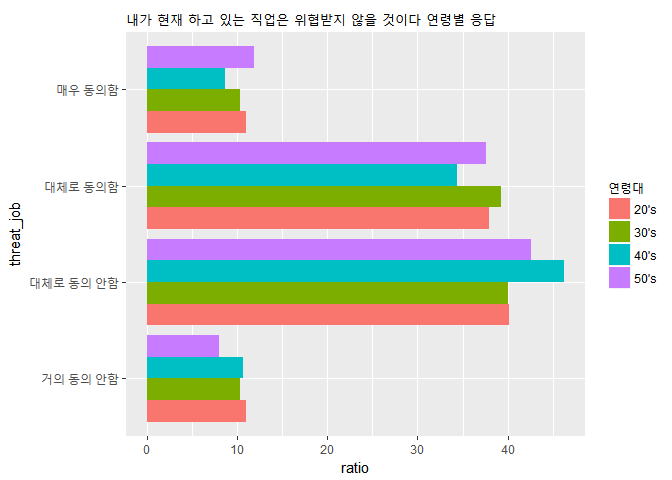 내가 현재 하고 있는 직업은 위협받지 않을 것이다 연령별 응답
매우 동의함
대체로 동의함
대체로 동의 안함
거의 동의 안함
threat_job
0 10 20 30 40
ratio
연령대
20's
30's
40's
50's